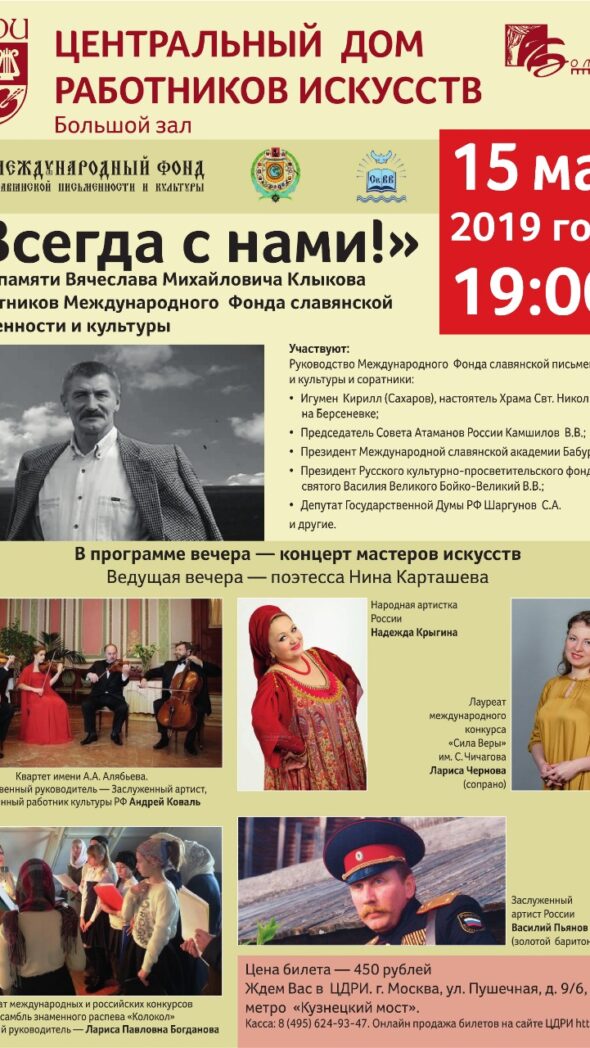 ЦЕНТРАЛЬНЫЙ ДОМ
РАБОТНИКОВ ИСКУССТВ
Большой зал
МЕЖДУНАРОДНЫЙ ФОНД
ПИСЬМЕННОСТИ И КУЛЬТУРЫ
15 ма
2019 го
19:00
Всегда с нами!»
памяти Вячеслава Михайловича Клыкова
тников Международного Фонда славянской
енности и культуры
Участвуют:
Руководство Международного Фонда славянской письме
и культуры и соратники:
• Игумен Кирилл (Сахаров), настоятель Храма Свт. Никол
на Берсеневке;
• Председатель Совета Атаманов России Камшилов В.В.;
• Президент Международной славянской академии Бабур
• Президент Русского культурно-просветительского фонд
святого Василия Великого Бойко-Великий В.В.;
• Депутат Государственной Думы РФ Шаргунов С.А.
и другие.
В программе вечера — концерт мастеров искусств
Ведущая вечера — поэтесса Нина Карташева
Народная артистка
России
Надежда Крыгина
Лауреат
международного
конкурса
«Сила Веры»
им. С. Чичагова
Лариса Чернова
(сопрано)
Квартет имени А.А. Алябьева.
венный руководитель — Заслуженный артист,
нный работник культуры РФ Андрей Коваль
Заслуженный
артист России
Василий Пьянов
(золотой баритон
ат международных и российских конкурсов
самбль знаменного распева «Колокол»
й руководитель — Лариса Павловна Богданова
Цена билета — 450 рублей
Ждем Вас в ЦДРИ. г. Москва, ул. Пушечная, д. 9/6,
метро «Кузнецкий мост».
Касса: 8 (495) 624-93-47. Онлайн продажа билетов на сайте ЦДРИ htt